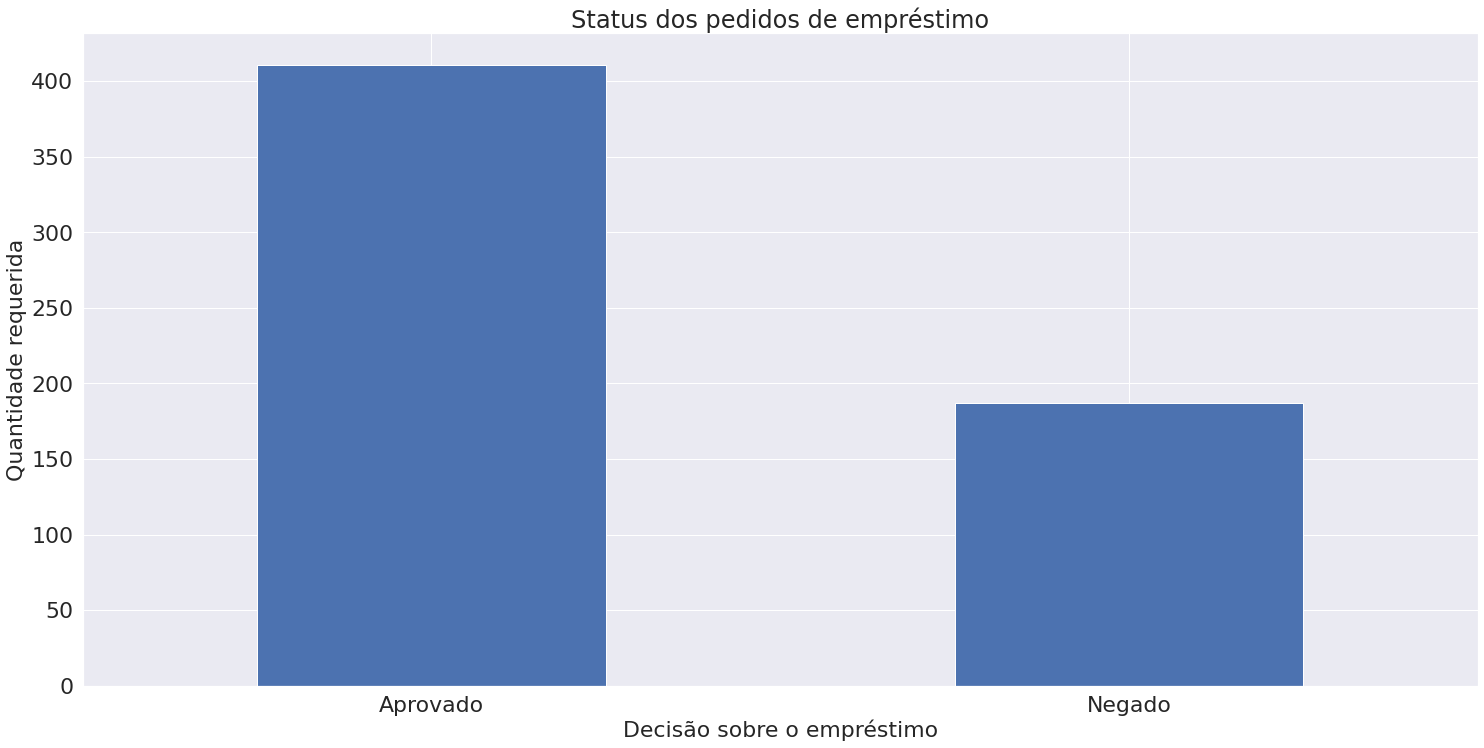 Status dos pedidos de empréstimo
Quantidade requerida
400
350
300
250
200
150
100
50
0
Aprovado
Negado
Decisão sobre o empréstimo